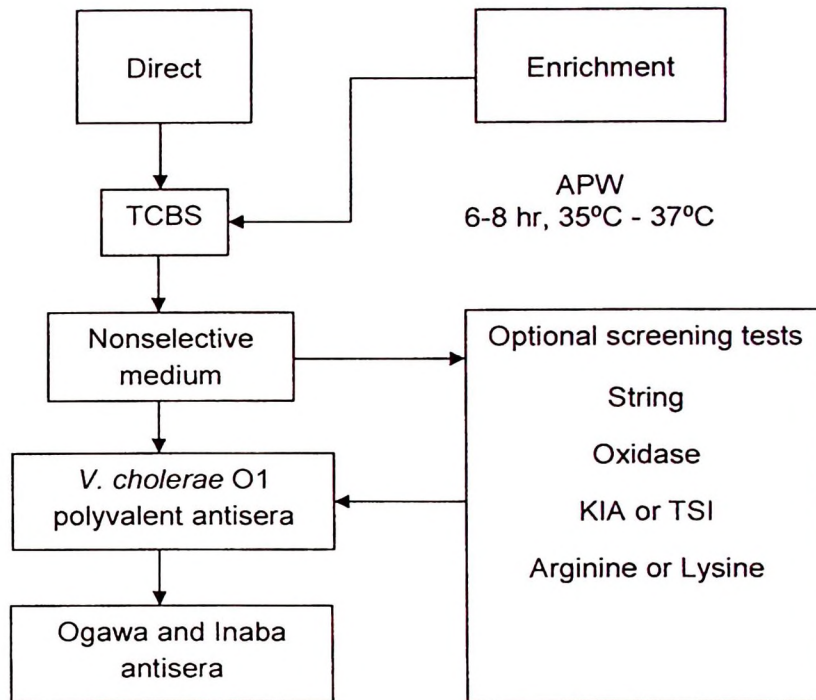 Direct
Enrichment
APW
6-8 hr, 35ºC - 37ºC
TCBS
Nonselective
medium
Optional screening tests
String
Oxidase
KIA or TSI
Arginine or Lysine
V. cholerae O1
polyvalent antisera
Ogawa and Inaba
antisera